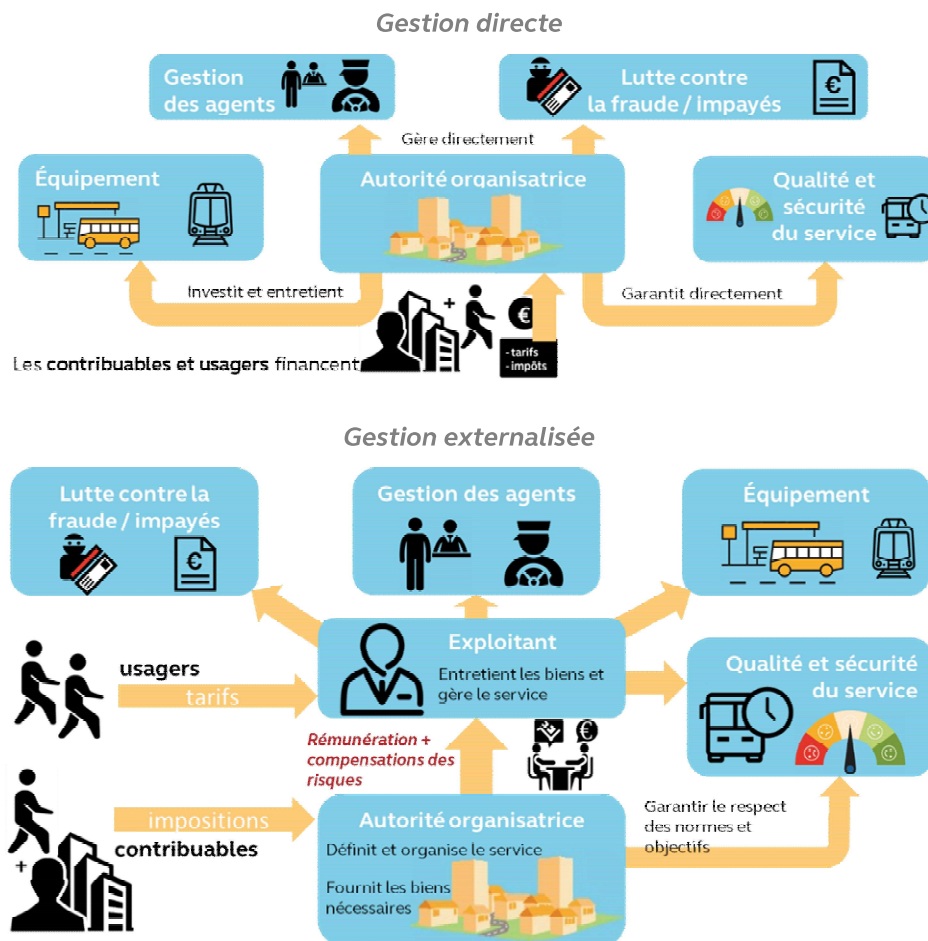 Gestion directe
Gestion
des agents
Lutte contre
la fraude / impayés
€
Gère directement
Équipement
Autorité organisatrice
Qualité et
sécurité
du service
Investit et entretient
Garantit directement
+
€
- tarifs
- impôts
Les contribuables et usagers financent
Gestion externalisée
Lutte contre la
fraude / impayés
€
Gestion des agents
Équipement
Exploitant
Entretient les biens et
gère le service
usagers
tarifs
Qualité et sécurité
du service
Rémunération +
compensations des
risques
€
impositions
contribuables
+
Autorité organisatrice
Définit et organise le service
Fournit les biens
nécessaires
Garantir le respect
des normes et
objectifs